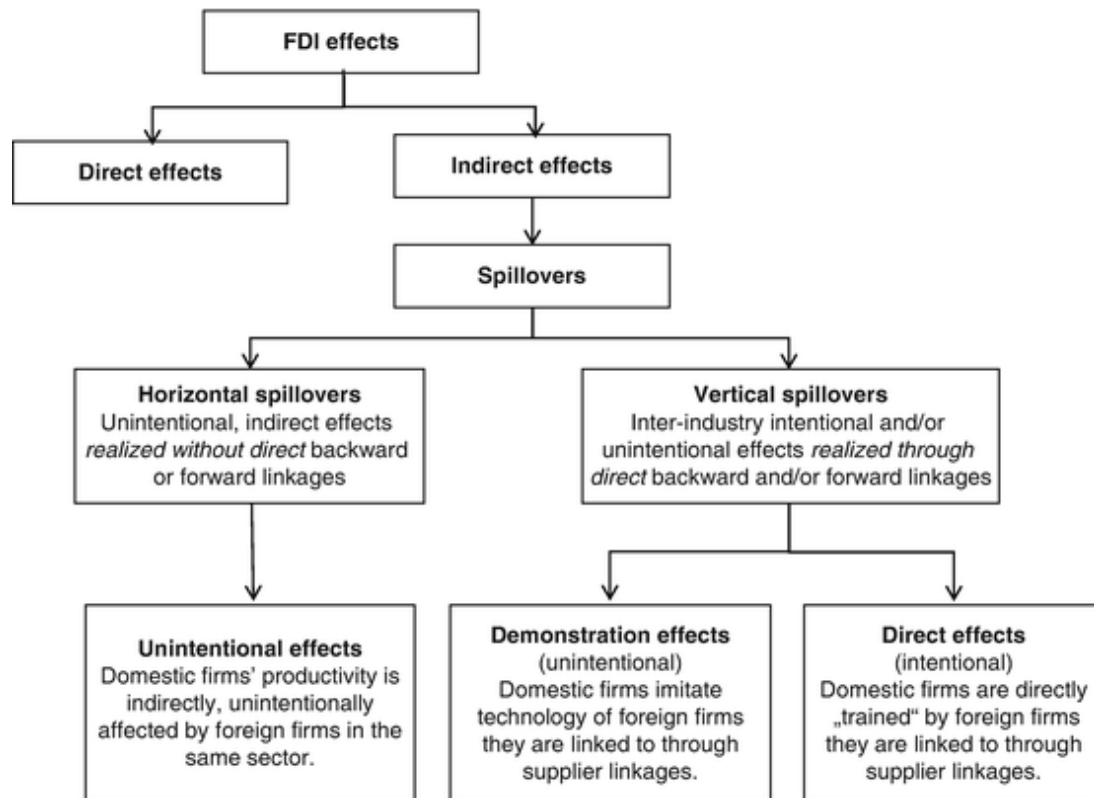 FDI effects
Direct effects
Indirect effects
Spillovers
Horizontal spillovers
Unintentional, indirect effects
realized without direct backward
or forward linkages
Vertical spillovers
Inter-industry intentional and/or
unintentional effects realized through
direct backward and/or forward linkages
Unintentional effects
Domestic firms’ productivity is
indirectly, unintentionally
affected by foreign firms in the
same sector.
Demonstration effects
(unintentional)
Domestic firms imitate
technology of foreign firms
they are linked to through
supplier linkages.
Direct effects
(intentional)
Domestic firms are directly
„trained“ by foreign firms
they are linked to through
supplier linkages.